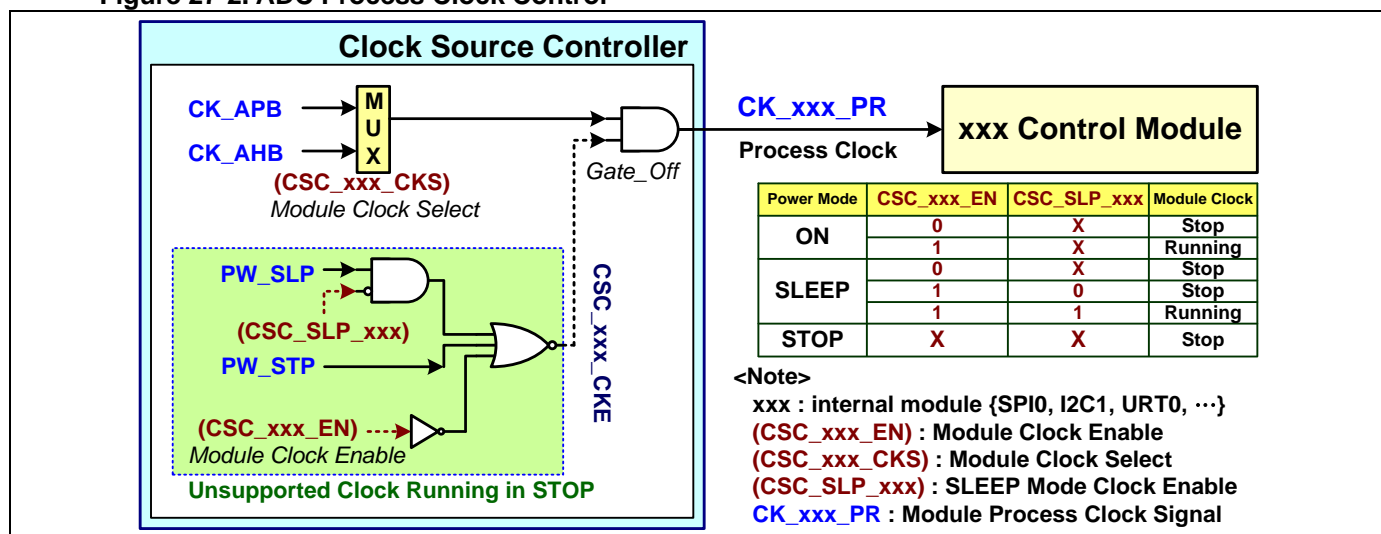 Figure 27-2. ADC Process Clock Control
Clock Source Controller
CK_APB
CK_AHB
MUX
(CSC_xxx_CKS)
Module Clock Select
Gate_Off
CK_xxx_PR
Process Clock
xxx Control Module
PW_SLP
(CSC_SLP_xxx)
PW_STP
(CSC_xxx_EN)
Module Clock Enable
CSC_xxx_CKE
Unsupported Clock Running in STOP
Power Mode CSC_xxx_EN CSC_SLP_xxx Module Clock
ON 0 X Stop
1 X Running
SLEEP 0 X Stop
1 0 Stop
1 1 Running
STOP X X Stop
<Note>
xxx : internal module {SPI0, I2C1, URT0, ···}
(CSC_xxx_EN) : Module Clock Enable
(CSC_xxx_CKS) : Module Clock Select
(CSC_SLP_xxx) : SLEEP Mode Clock Enable
CK_xxx_PR : Module Process Clock Signal